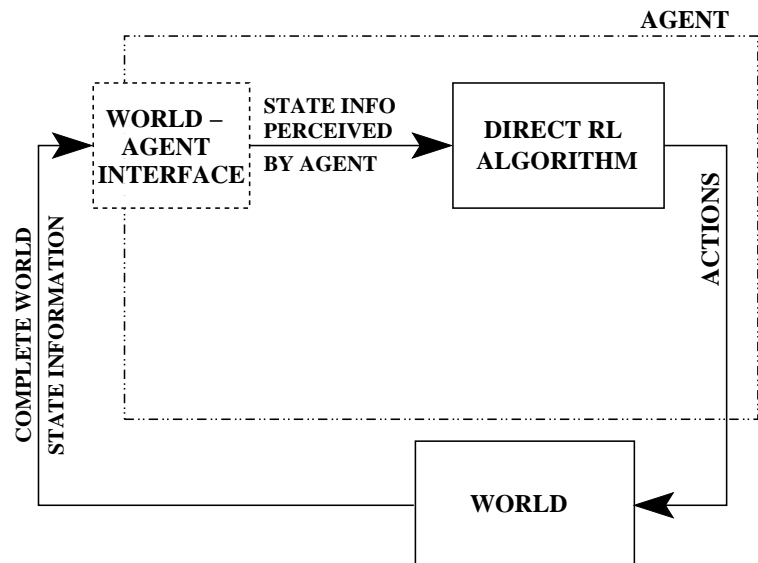 AGENT
WORLD –
AGENT
INTERFACE
STATE INFO
PERCEIVED
BY AGENT
DIRECT RL
ALGORITHM
ACTIONS
COMPLETE WORLD
STATE INFORMATION
WORLD